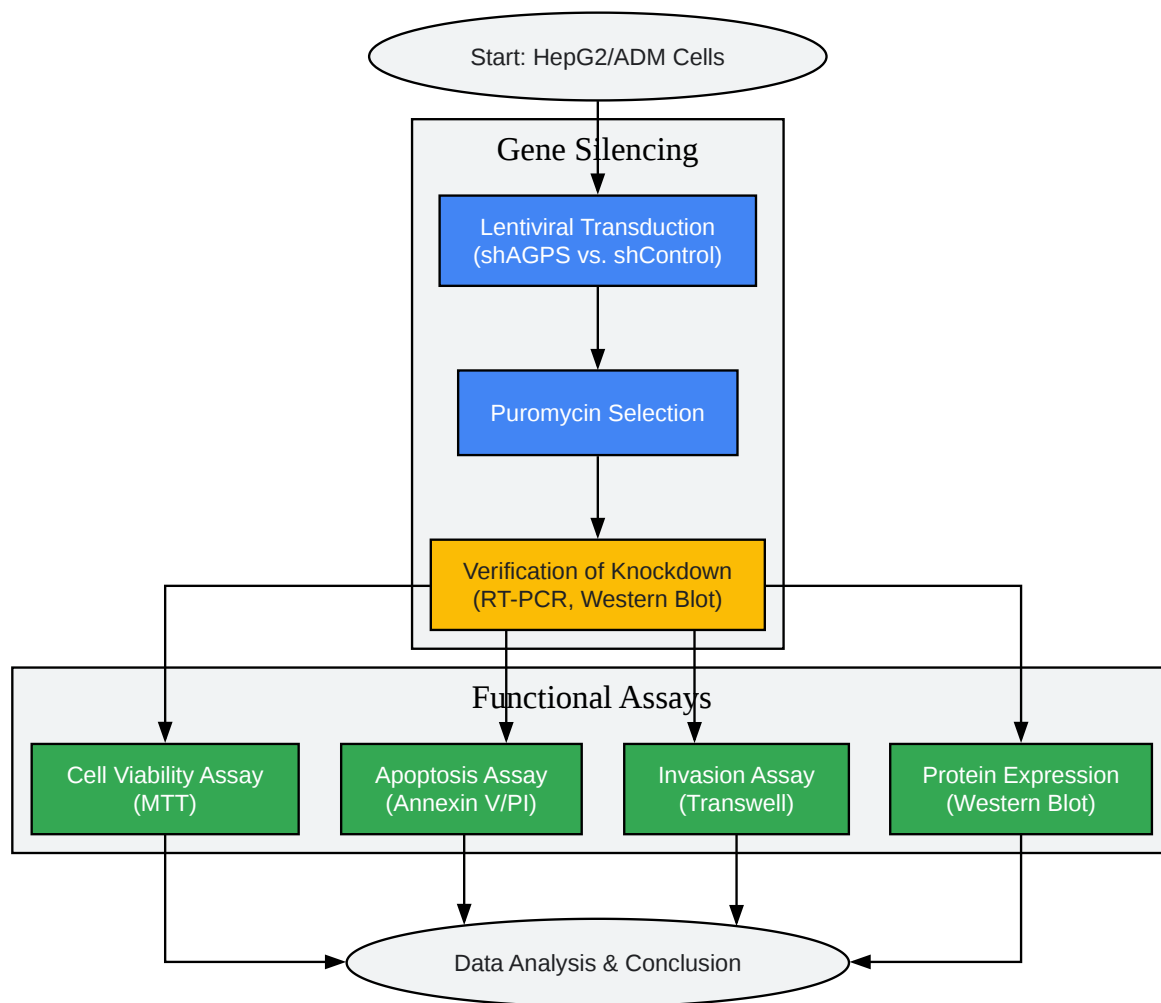 Start: HepG2/ADM Cells
Gene Silencing
Lentiviral Transduction
(shAGPS vs. shControl)
Puromycin Selection
Verification of Knockdown
(RT-PCR, Western Blot)
Functional Assays
Cell Viability Assay
(MTT)
Apoptosis Assay
(Annexin V/PI)
Invasion Assay
(Transwell)
Protein Expression
(Western Blot)
Data Analysis & Conclusion